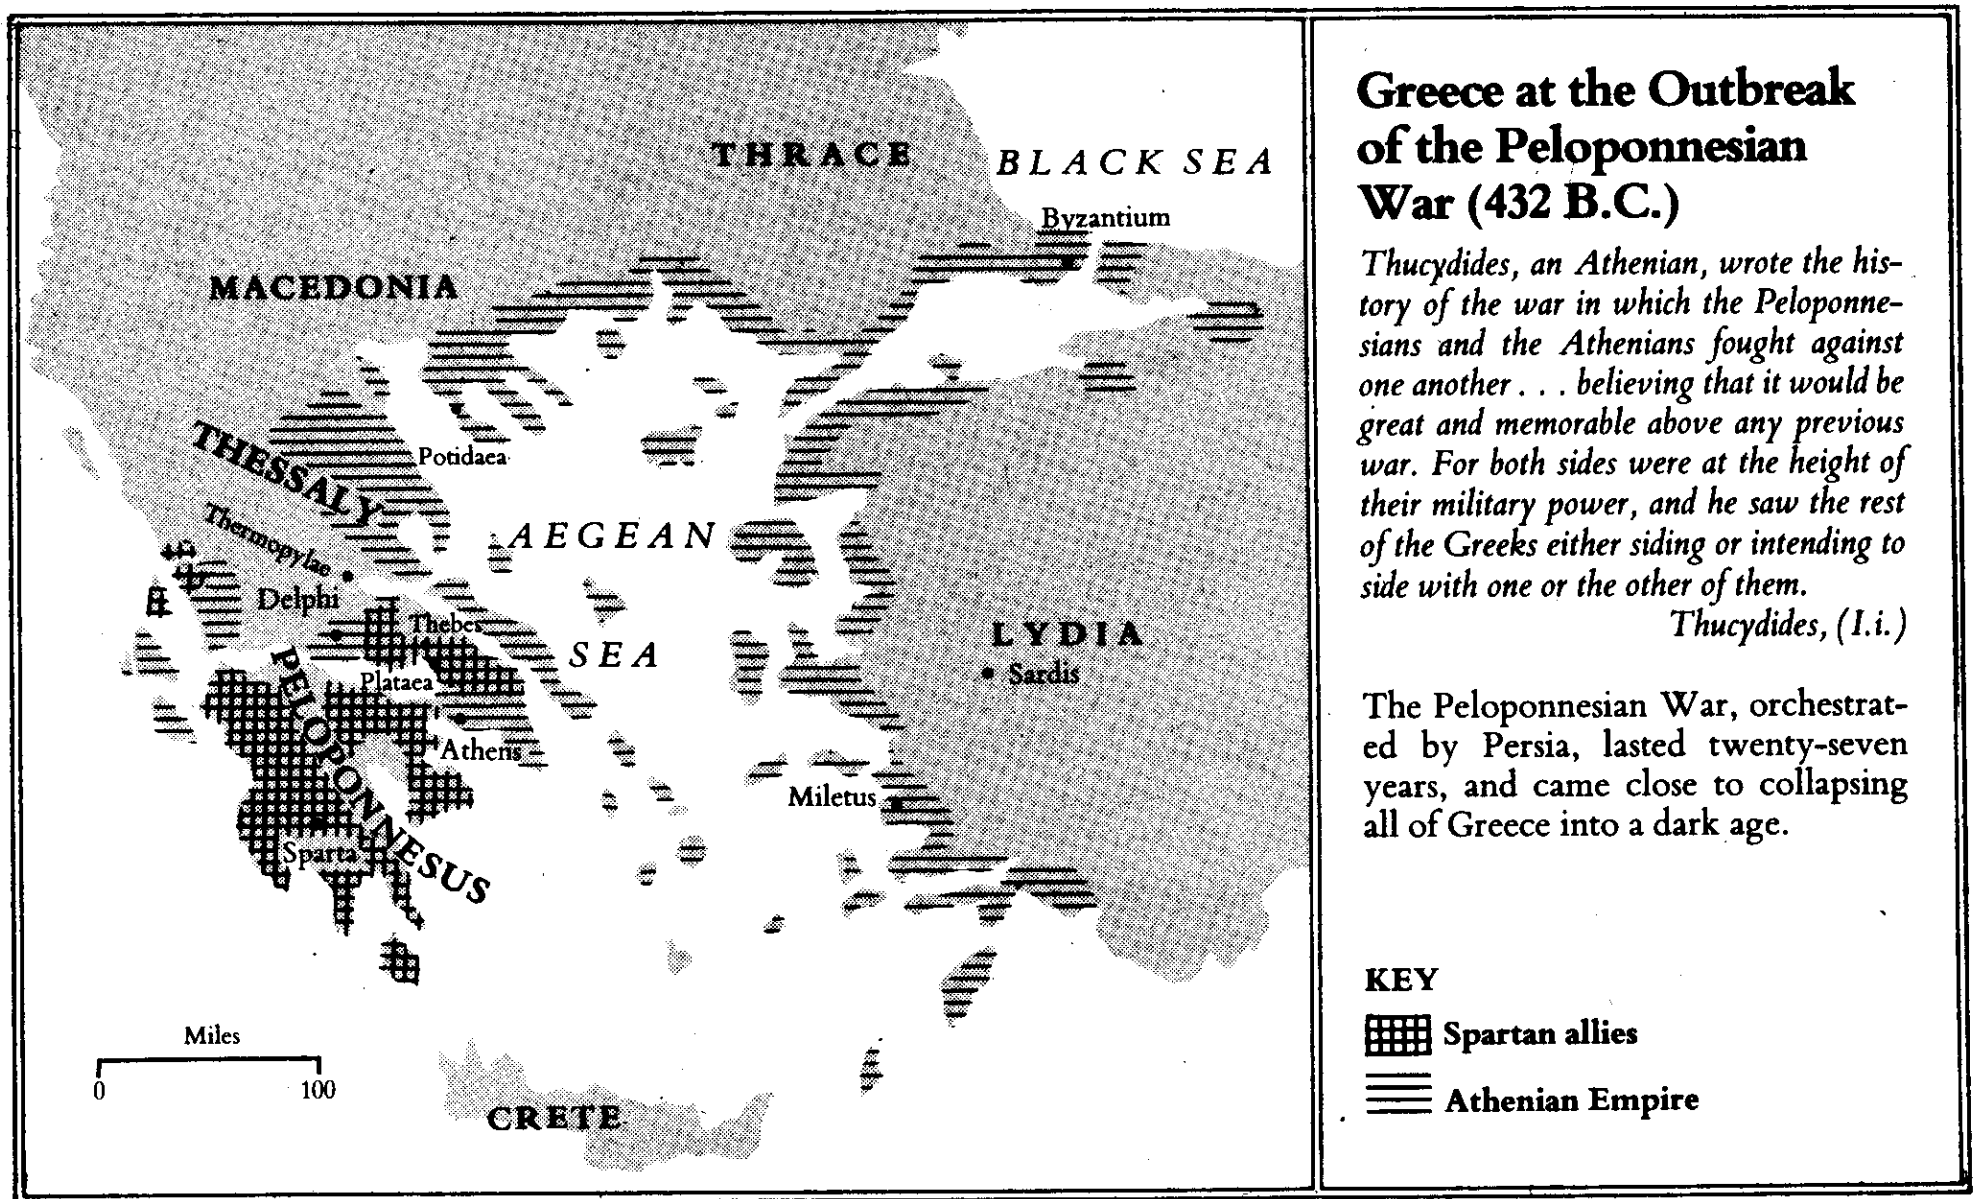 THRACE
BLACK SEA
Byzantium
MACEDONIA
THESSALY
Potidaea
Thermopylae
AEGEAN
SEA
Delphi
Thebes
LYDIA
Sardis
Plataea
PELOPONNESUS
Athens
Miletus
Sparta
Miles
0
100
CRETE
Greece at the Outbreak
of the Peloponnesian
War (432 B.C.)
Thucydides, an Athenian, wrote the his-
tory of the war in which the Peloponne-
sians and the Athenians fought against
one another . . . believing that it would be
great and memorable above any previous
war. For both sides were at the height of
their military power, and he saw the rest
of the Greeks either siding or intending to
side with one or the other of them.
Thucydides, (I.i.)
The Peloponnesian War, orchestrat-
ed by Persia, lasted twenty-seven
years, and came close to collapsing
all of Greece into a dark age.
KEY
Spartan allies
Athenian Empire